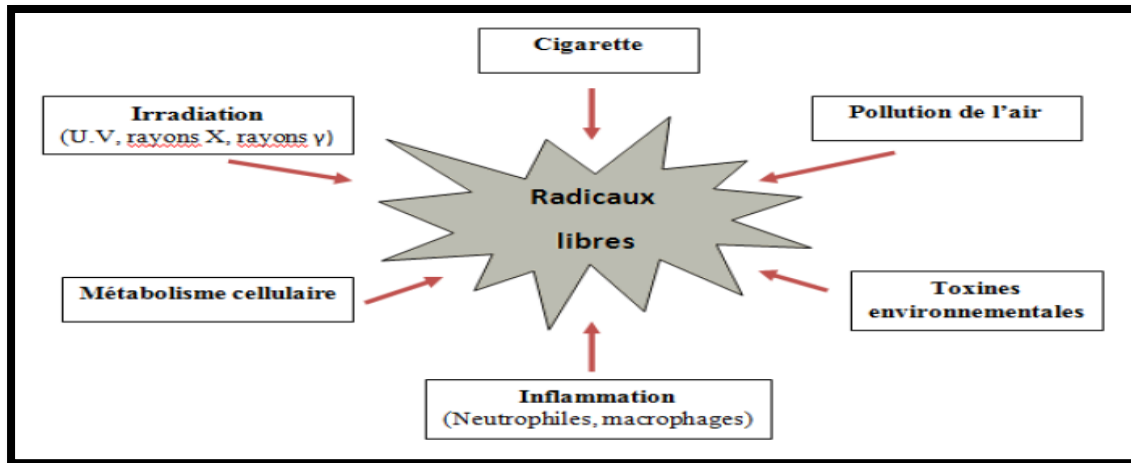 Cigarette
Irradiation
(U.V, rayons X, rayons γ)
Pollution de l’air
Radicaux
libres
Métabolisme cellulaire
Toxines
environnementales
Inflammation
(Neutrophiles, macrophages)